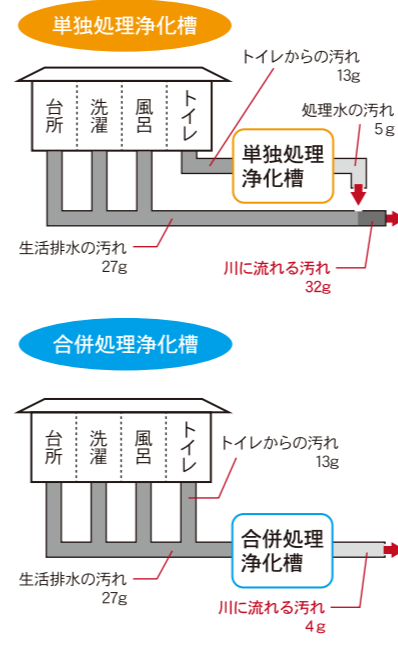 単独処理浄化槽
トイレからの汚れ
13g
処理水の汚れ
5g
台所
洗濯
風呂
トイレ
単独処理
浄化槽
生活排水の汚れ
27g
川に流れる汚れ
32g
合併処理浄化槽
台所
洗濯
風呂
トイレ
トイレからの汚れ
13g
合併処理
浄化槽
生活排水の汚れ
27g
川に流れる汚れ
4g